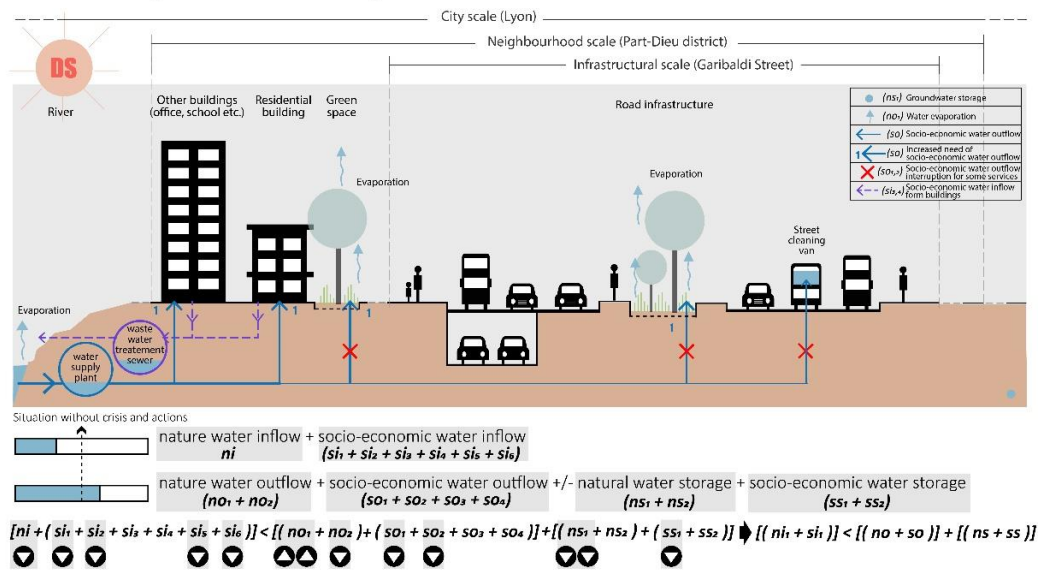 City scale (Lyon)
Neighbourhood scale (Part-Dieu district)
Infrastructural scale (Garibaldi Street)
DS
River
Other buildings
(office, school etc.)
Residential
building
Green
space
Road infrastructure
(ns₁) Groundwater storage
(no₁) Water evaporation
(so) Socio-economic water outflow
1 (so) Increased need of
socio-economic water outflow
(so₁,₂) Socio-economic water outflow
interruption for some services
(si₃,₄) Socio-economic water inflow
form buildings
Evaporation
Evaporation
Street
cleaning
van
Evaporation
1
1
1
1
waste
water
treatement
sewer
water
supply
plant
Situation without crisis and actions
nature water inflow + socio-economic water inflow
ni (si₁ + si₂ + si₃ + si₄ + si₅ + si₆)
nature water outflow + socio-economic water outflow +/- natural water storage + socio-economic water storage
(no₁ + no₂) (so₁ + so₂ + so₃ + so₄) (ns₁ + ns₂) (ss₁ + ss₂)
[ni + ( si₁ + si₂ + si₃ + si₄ + si₅ + si₆ )] < [( no₁ + no₂ ) + ( so₁ + so₂ + so₃ + so₄ )] + [( ns₁ + ns₂ ) + ( ss₁ + ss₂ )] [( ni₁ + si₁ )] < [( no + so )] + [( ns + ss )]